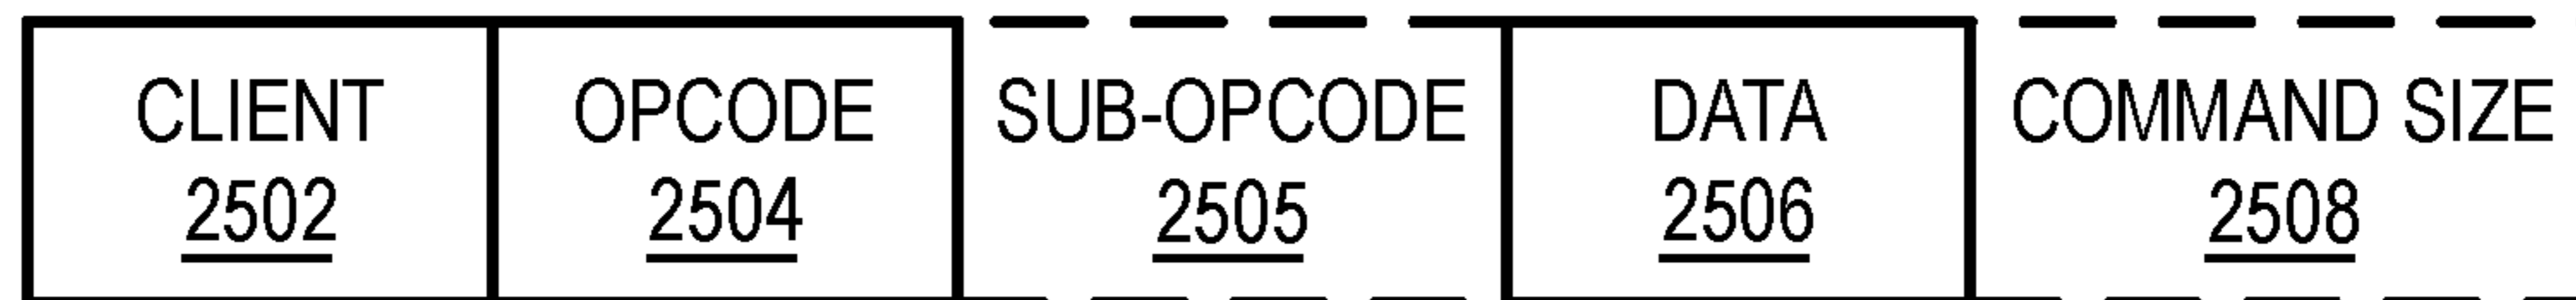 CLIENT OPCODE SUB-OPCODE DATA COMMAND SIZE
2502 2504 2505 2506 2508